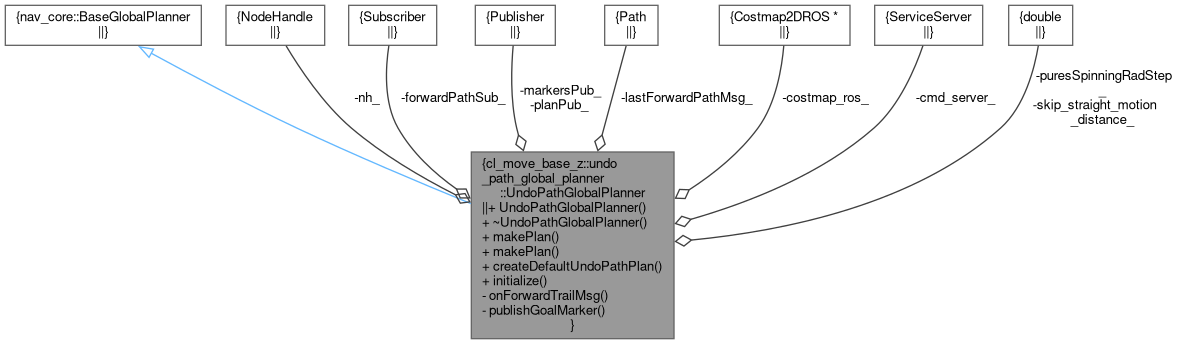 {nav_core::BaseGlobalPlanner
||}
{NodeHandle
||}
{Subscriber
||}
{Publisher
||}
{Path
||}
{Costmap2DROS *
||}
{ServiceServer
||}
{double
||}
-nh_
-forwardPathSub_
-markersPub_
-planPub_
-lastForwardPathMsg_
-costmap_ros_
-cmd_server_
-puresSpinningRadStep
_
-skip_straight_motion
_distance_
{cl_move_base_z::undo
_path_global_planner
::UndoPathGlobalPlanner
||+ UndoPathGlobalPlanner()
+ ~UndoPathGlobalPlanner()
+ makePlan()
+ makePlan()
+ createDefaultUndoPathPlan()
+ initialize()
- onForwardTrailMsg()
- publishGoalMarker()
}